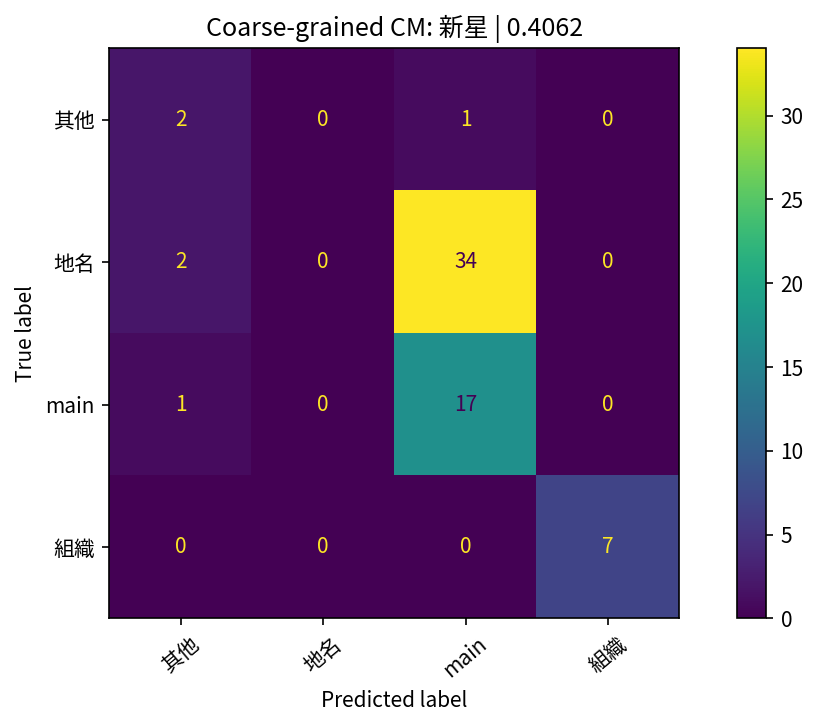 Coarse-grained CM: 新星 | 0.4062
True label
其他 2 0 1 0
地名 2 0 34 0
main 1 0 17 0
組織 0 0 0 7
其他 地名 main 組織
Predicted label
30
25
20
15
10
5
0